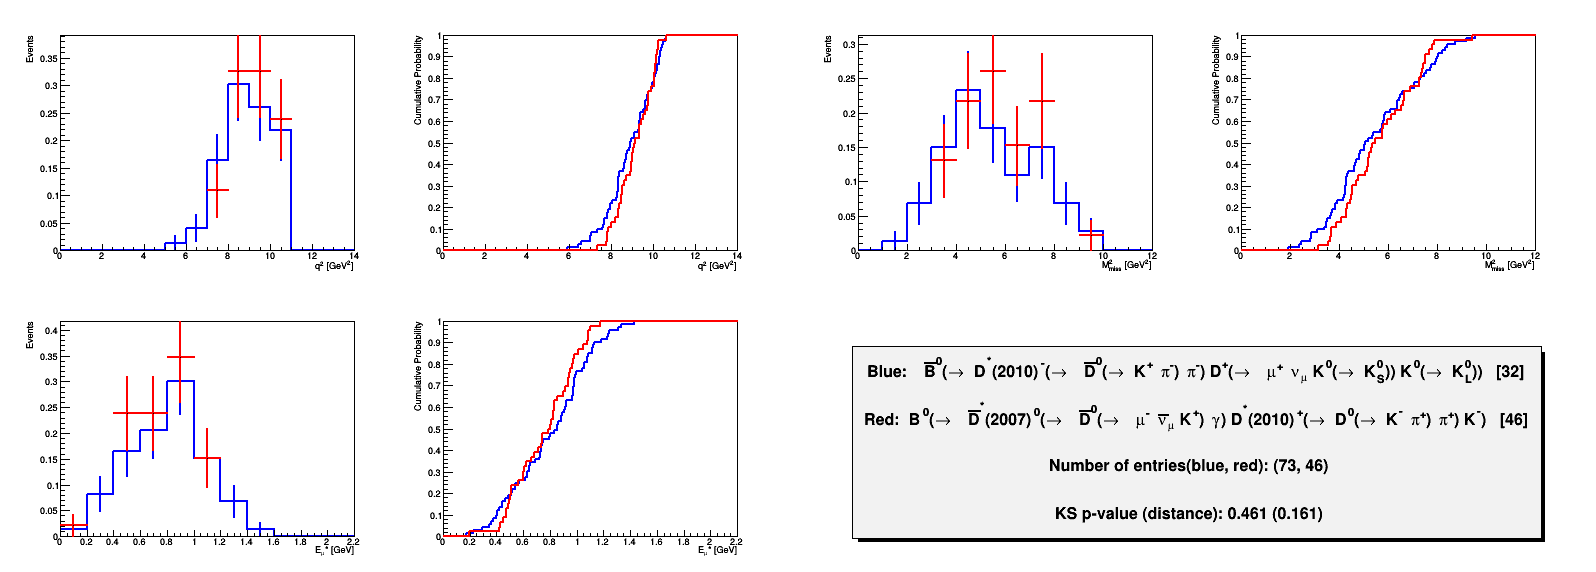 Events
0.35
0.3
0.25
0.2
0.15
0.1
0.05
0
0 2 4 6 8 10 12 14
q² [GeV²]
Cumulative Probability
1
0.9
0.8
0.7
0.6
0.5
0.4
0.3
0.2
0.1
0
0 2 4 6 8 10 12 14
q² [GeV²]
Events
0.3
0.25
0.2
0.15
0.1
0.05
0
0 2 4 6 8 10 12
M²miss [GeV²]
Cumulative Probability
1
0.9
0.8
0.7
0.6
0.5
0.4
0.3
0.2
0.1
0
0 2 4 6 8 10 12
M²miss [GeV²]
Events
0.4
0.35
0.3
0.25
0.2
0.15
0.1
0.05
0
0 0.2 0.4 0.6 0.8 1 1.2 1.4 1.6 1.8 2 2.2
Eμ* [GeV]
Cumulative Probability
1
0.9
0.8
0.7
0.6
0.5
0.4
0.3
0.2
0.1
0
0 0.2 0.4 0.6 0.8 1 1.2 1.4 1.6 1.8 2 2.2
Eμ* [GeV]
Blue: B̅⁰(→ D*(2010)⁻(→ D̅⁰(→ K⁺ π⁻) π⁻) D⁺(→ μ⁺ νμ K⁰(→ K⁰S)) K⁰(→ K⁰L)) [32]
Red: B⁰(→ D̅*(2007)⁰(→ D̅⁰(→ μ⁻ ν̅μ K⁺) γ) D*(2010)⁺(→ D⁰(→ K⁻ π⁺) π⁺) K⁻) [46]
Number of entries(blue, red): (73, 46)
KS p-value (distance): 0.461 (0.161)